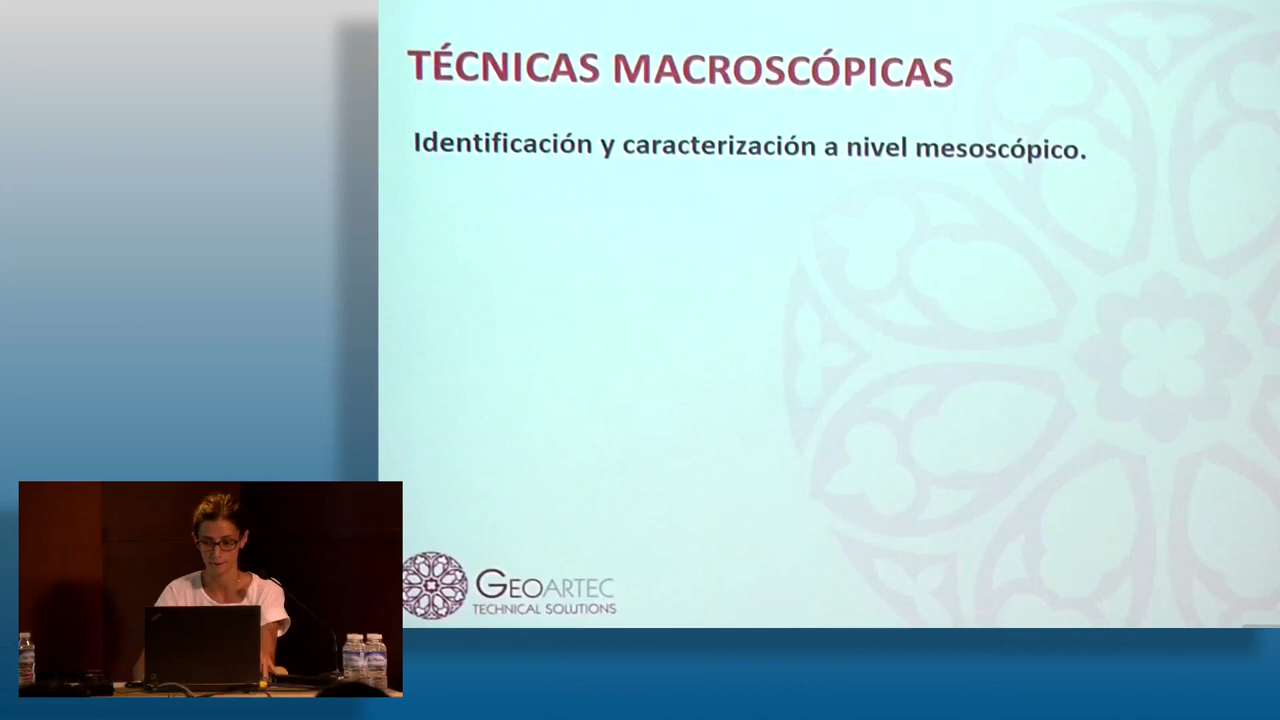 TÉCNICAS MACROSCÓPICAS
Identificación y caracterización a nivel mesoscópico.
GEOARTEC
TECHNICAL SOLUTIONS